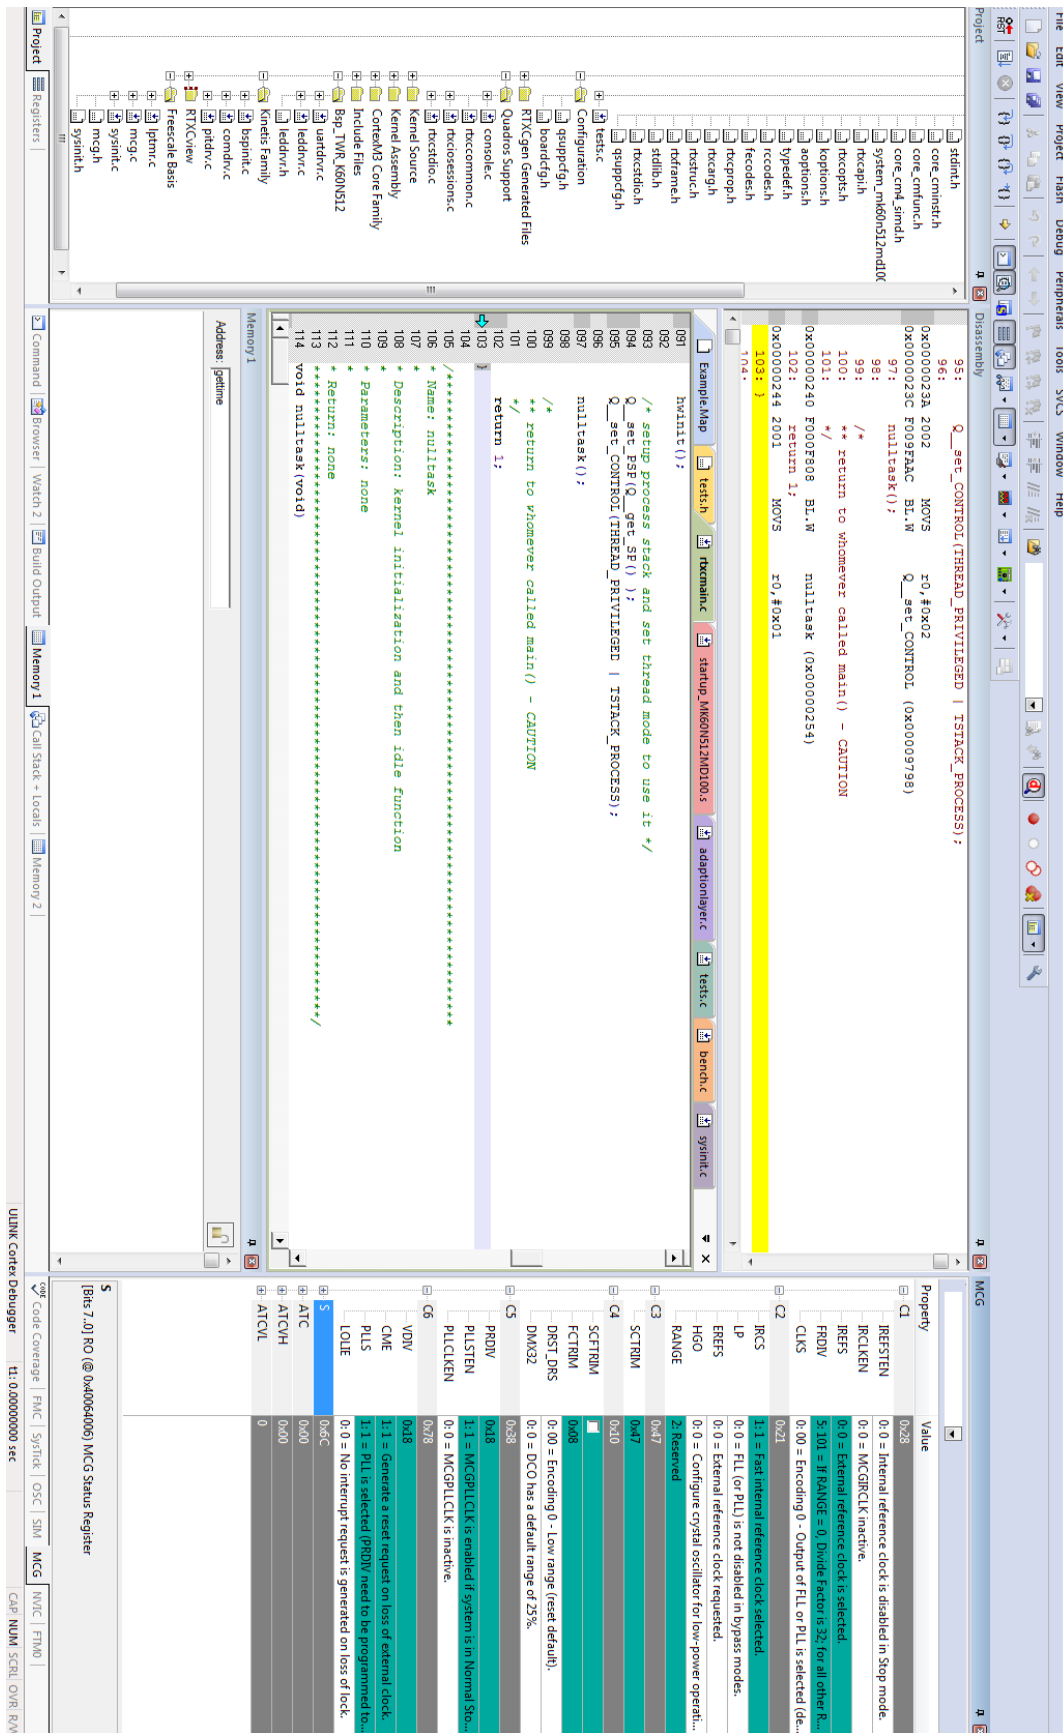 File Edit View Project Flash Debug Peripherals Tools SVCS Window Help
Project
stdint.h
core_cminstr.h
core_cmfunc.h
core_cm4_simd.h
system_mk60n512md10
rtxcapi.h
rtxcopts.h
koptions.h
aoptions.h
typedef.h
rccodes.h
fecodes.h
rtxcprop.h
rtxcarg.h
rtxstruc.h
rtxframe.h
stdlib.h
rtxcstdio.h
qsuppcfg.h
tests.c
Configuration
qsuppcfg.h
boardcfg.h
RTXCgen Generated Files
Quadros Support
console.c
rtxccommon.c
rtxclosesessions.c
rtxcstdio.c
Kernel Source
Kernel Assembly
CortexM3 Core Family
Include Files
Bsp_TWR_K60N512
uartdrvr.c
leddrvr.c
leddrvr.h
Kinetis Family
bspinit.c
comdrv.c
pitdrv.c
RTXCview
Freescale Basis
lptmr.c
mcg.c
sysinit.c
mcg.h
sysinit.h
Project Registers
Disassembly
95: Q__set_CONTROL(THREAD_PRIVILEGED | TSTACK_PROCESS);
96:
0x0000023A 2002 MOVS r0,#0x02
0x0000023C F009FAAC BL.W Q__set_CONTROL (0x00009798)
97: nulltask();
98:
99: /*
100: ** return to whomever called main() - CAUTION
101: */
0x00000240 F000F808 BL.W nulltask (0x00000254)
102: return 1;
0x00000244 2001 MOVS r0,#0x01
103: }
104:
Example.Map tests.h rtxcmain.c startup_MK60N512MD100.s adaptionlayer.c tests.c bench.c sysinit.c
091 hwinit();
092
093 /* setup process stack and set thread mode to use it */
094 Q__set_PSP(Q__get_SP() );
095 Q__set_CONTROL(THREAD_PRIVILEGED | TSTACK_PROCESS);
096
097 nulltask();
098
099 /*
100 ** return to whomever called main() - CAUTION
101 */
102 return 1;
103 }
104
105 /***************************************************************************
106 * Name: nulltask
107 *
108 * Description: kernel initialization and then idle function
109 *
110 * Parameters: none
111 *
112 * Return: none
113 ***************************************************************************/
114 void nulltask(void)
Memory 1
Address: gettime
Command Browser Watch 2 Build Output Memory 1 Call Stack + Locals Memory 2
MCG
Property Value
C1 0x28
IREFSTEN 0: 0 = Internal reference clock is disabled in Stop mode.
IRCLKEN 0: 0 = MCGIRCLK inactive.
IREFS 0: 0 = External reference clock is selected.
FRDIV 5: 101 = If RANGE = 0, Divide Factor is 32; for all other R...
CLKS 0: 00 = Encoding 0 - Output of FLL or PLL is selected (de...
C2 0x21
IRCS 1: 1 = Fast internal reference clock selected.
LP 0: 0 = FLL (or PLL) is not disabled in bypass modes.
EREFS 0: 0 = External reference clock requested.
HGO 0: 0 = Configure crystal oscillator for low-power operati...
RANGE 2: Reserved
C3 0x47
SCTRIM 0x47
C4 0x10
SCFTRIM
FCTRIM 0x08
DRST_DRS 0: 00 = Encoding 0 - Low range (reset default).
DMX32 0: 0 = DCO has a default range of 25%.
C5 0x38
PRDIV 0x18
PLLSTEN 1: 1 = MCGPLLCLK is enabled if system is in Normal Sto...
PLLCLKEN 0: 0 = MCGPLLCLK is inactive.
C6 0x78
VDIV 0x18
CME 1: 1 = Generate a reset request on loss of external clock.
PLLS 1: 1 = PLL is selected (PRDIV need to be programmed to...
LOLIE 0: 0 = No interrupt request is generated on loss of lock.
S 0x6C
ATC 0x00
ATCVH 0x00
ATCVL 0
S
[Bits 7..0] RO (@ 0x40064006) MCG Status Register
Code Coverage FMC SysTick OSC SIM MCG NVIC FTM0
ULINK Cortex Debugger t1: 0.00000000 sec CAP NUM SCRL OVR R/W